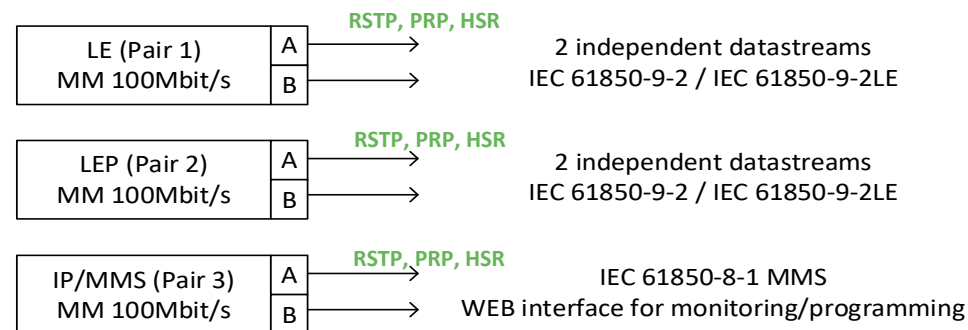 RSTP, PRP, HSR
LE (Pair 1)
MM 100Mbit/s
A
B
2 independent datastreams
IEC 61850-9-2 / IEC 61850-9-2LE
RSTP, PRP, HSR
LEP (Pair 2)
MM 100Mbit/s
A
B
2 independent datastreams
IEC 61850-9-2 / IEC 61850-9-2LE
RSTP, PRP, HSR
IP/MMS (Pair 3)
MM 100Mbit/s
A
B
IEC 61850-8-1 MMS
WEB interface for monitoring/programming